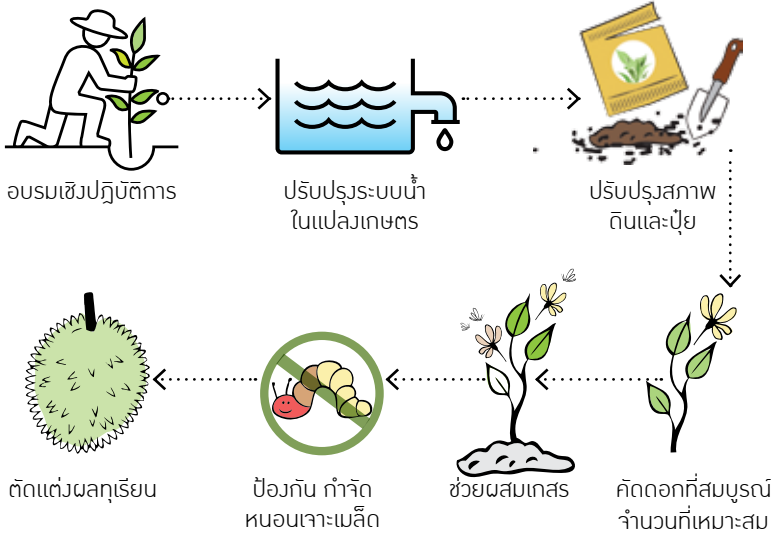 อบรมเชิงปฎิบัติการ
ปรับปรุงระบบน้ำ
ในแปลงเกษตร
ปรับปรุงสภาพ
ดินและปุ๋ย
คัดดอกที่สมบูรณ์
จำนวนที่เหมาะสม
ช่วยผสมเกสร
ป้องกัน กำจัด
หนอนเจาะเมล็ด
ตัดแต่งผลทุเรียน